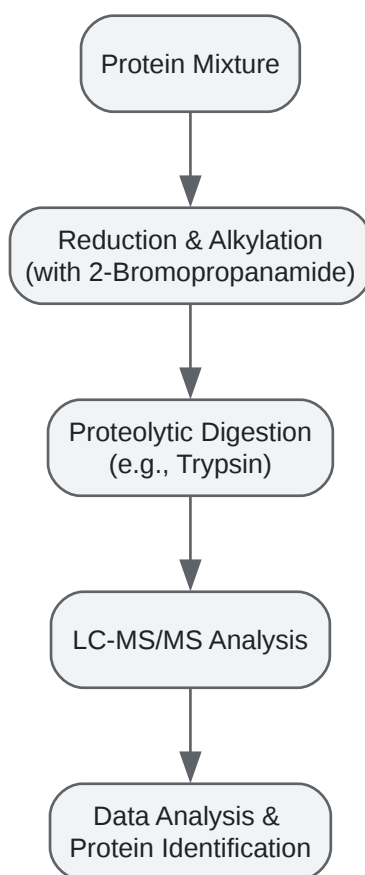 Protein Mixture
Reduction & Alkylation
(with 2-Bromopropanamide)
Proteolytic Digestion
(e.g., Trypsin)
LC-MS/MS Analysis
Data Analysis &
Protein Identification